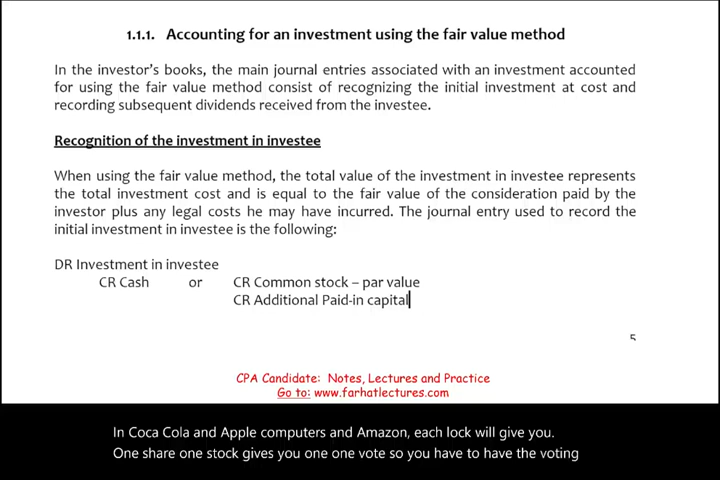 1.1.1. Accounting for an investment using the fair value method
In the investor's books, the main journal entries associated with an investment accounted
for using the fair value method consist of recognizing the initial investment at cost and
recording subsequent dividends received from the investee.
Recognition of the investment in investee
When using the fair value method, the total value of the investment in investee represents
the total investment cost and is equal to the fair value of the consideration paid by the
investor plus any legal costs he may have incurred. The journal entry used to record the
initial investment in investee is the following:
DR Investment in investee
CR Cash or CR Common stock – par value
CR Additional Paid-in capital
5
CPA Candidate: Notes, Lectures and Practice
Go to: www.farhatlectures.com
In Coca Cola and Apple computers and Amazon, each lock will give you.
One share one stock gives you one one vote so you have to have the voting